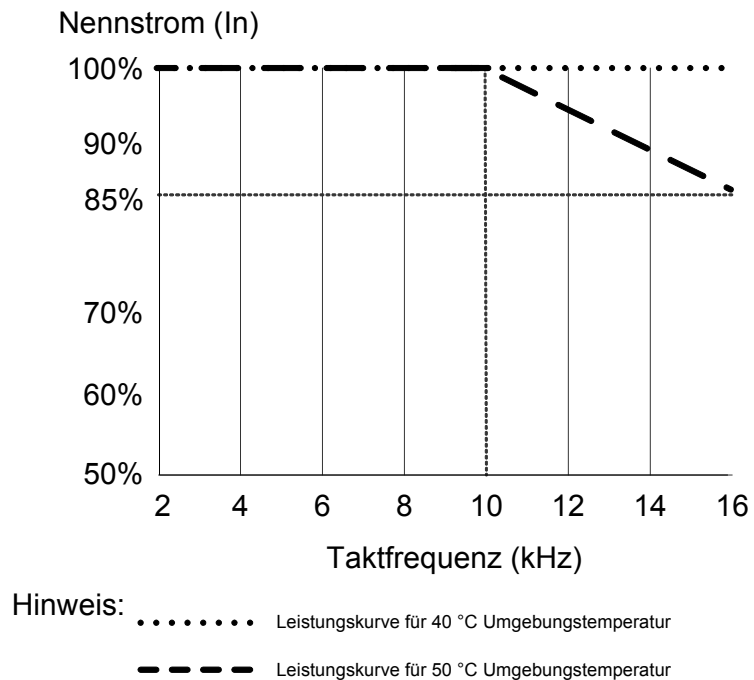 Nennstrom (In)
100%
90%
85%
70%
60%
50%
2 4 6 8 10 12 14 16
Taktfrequenz (kHz)
Hinweis:
Leistungskurve für 40 °C Umgebungstemperatur
Leistungskurve für 50 °C Umgebungstemperatur